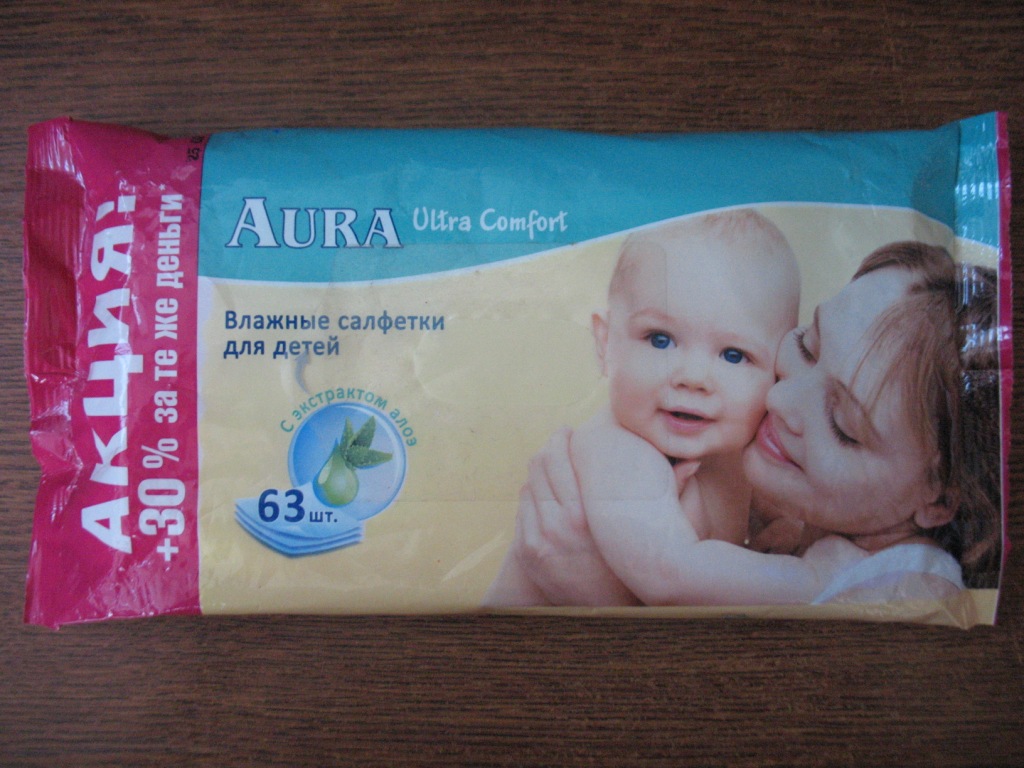 Акция!
+30 % за те же деньги*
AURA Ultra Comfort
Влажные салфетки
для детей
С экстрактом алоэ
63 шт.